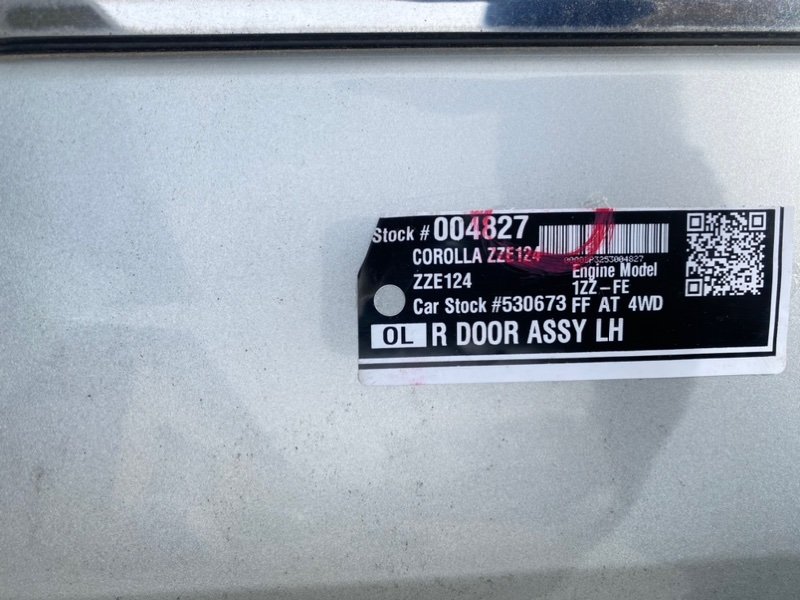 Stock # 004827
COROLLA ZZE124
ZZE124
Engine Model
1ZZ-FE
Car Stock #530673 FF AT 4WD
OL R DOOR ASSY LH